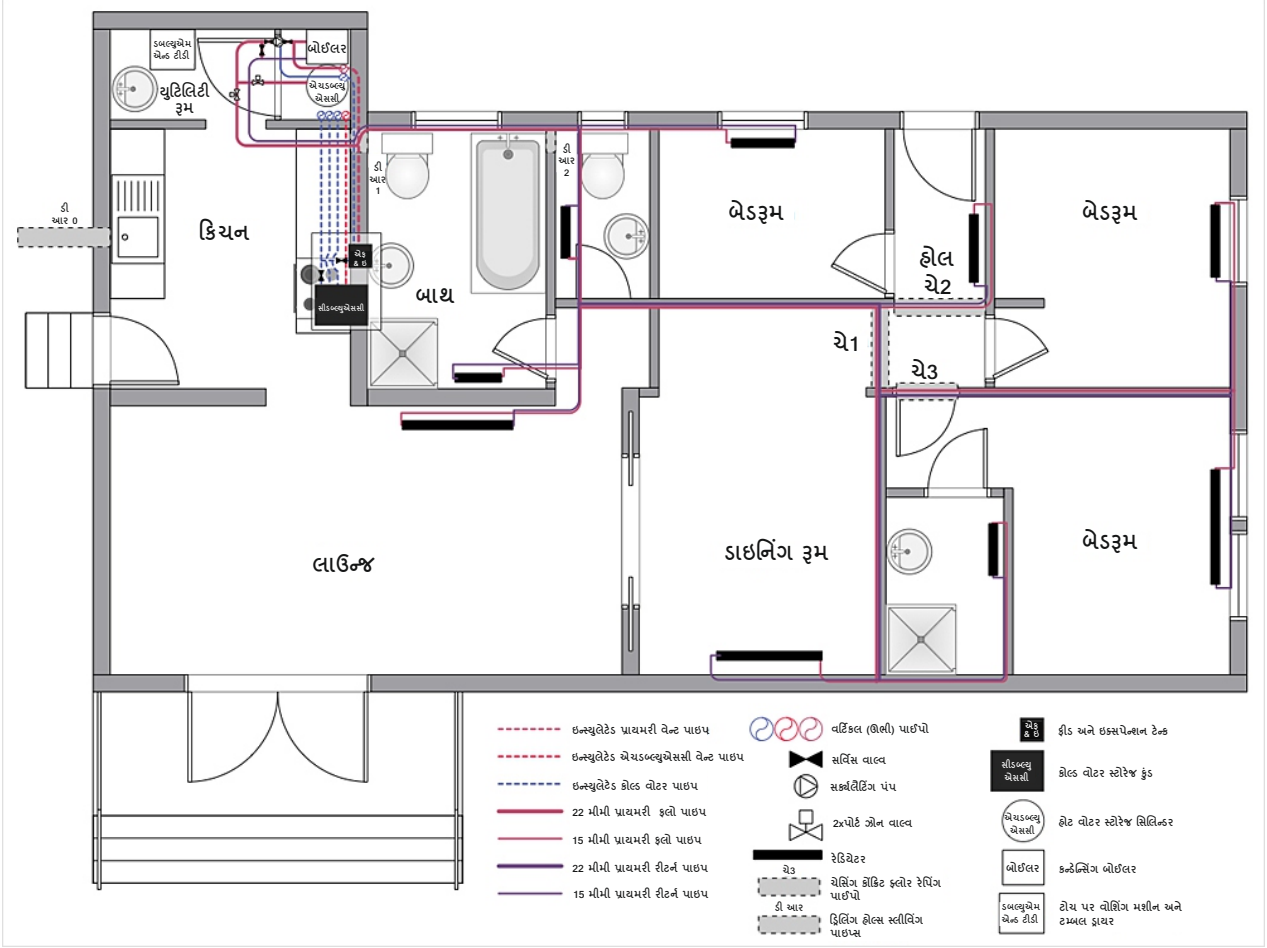 ડબલ્યુએમ
એન્ડ ટીડી
બોઈલર
એચડબલ્યુ
એસસી
યુટિલિટી
રૂમ
ડી
આર
1
ડી
આર
2
ડી
આર 0
કિચન
બેડરૂમ
બેડરૂમ
હોલ
ચે2
એફ
& ઇ
સીડબલ્યુએસસી
બાથ
ચે1
ચે3
લાઉન્જ
ડાઇનિંગ રૂમ
બેડરૂમ
ઇન્સ્યુલેટેડ પ્રાયમરી વેન્ટ પાઇપ
ઇન્સ્યુલેટેડ એચડબલ્યુએસસી વેન્ટ પાઇપ
ઇન્સ્યુલેટેડ કોલ્ડ વોટર પાઇપ
22 મીમી પ્રાયમરી ફ્લો પાઇપ
15 મીમી પ્રાયમરી ફ્લો પાઇપ
22 મીમી પ્રાયમરી રીટર્ન પાઇપ
15 મીમી પ્રાયમરી રીટર્ન પાઇપ
વર્ટિકલ (ઊભી) પાઈપો
સર્વિસ વાલ્વ
સર્ક્યુલેટિંગ પંપ
2xપોર્ટ ઝોન વાલ્વ
રેડિયેટર
ચે3
ચેસિંગ કોંક્રિટ ફ્લોર રેપિંગ
પાઈપો
ડી આર
ડ્રિલિંગ હોલ્સ સ્લીવિંગ
પાઇપ્સ
એફ
& ઇ
ફીડ અને ઇક્સપેન્શન ટેન્ક
સીડબલ્યુ
એસસી
કોલ્ડ વોટર સ્ટોરેજ કુંડ
એચડબલ્યુ
એસસી
હોટ વોટર સ્ટોરેજ સિલિન્ડર
બોઈલર
કન્ડેન્સિંગ બોઈલર
ડબલ્યુએમ
એન્ડ ટીડી
ટોચ પર વોશિંગ મશીન અને
ટમ્બલ ડ્રાયર